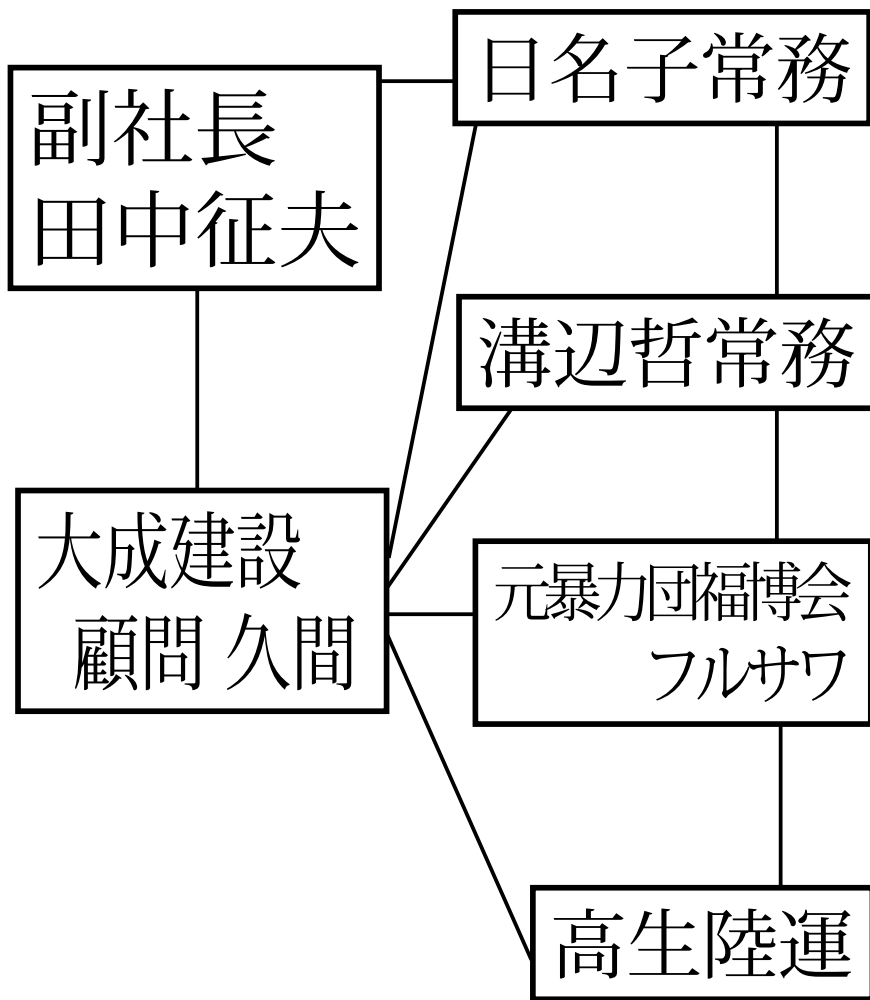 日名子常務
副社長
田中征夫
溝辺哲常務
大成建設
顧問 久間
元暴力団福博会
フルサワ
高生陸運